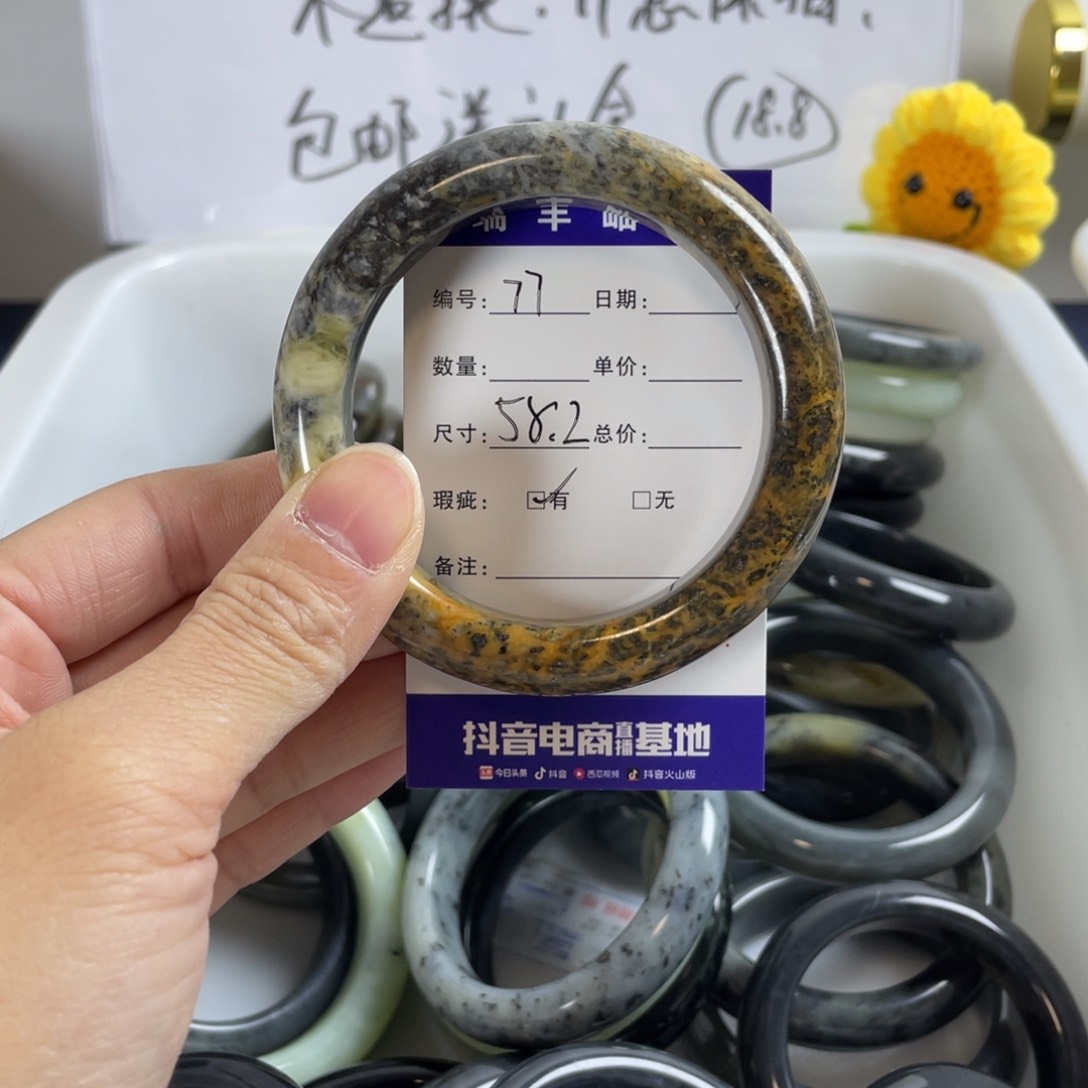 包邮送礼盒 18.8
编号: 77 日期:
数量: 单价:
尺寸: 58.2 总价:
瑕疵: ☑有 □无
备注:
抖音电商直播基地
今日头条 抖音 西瓜视频 抖音火山版